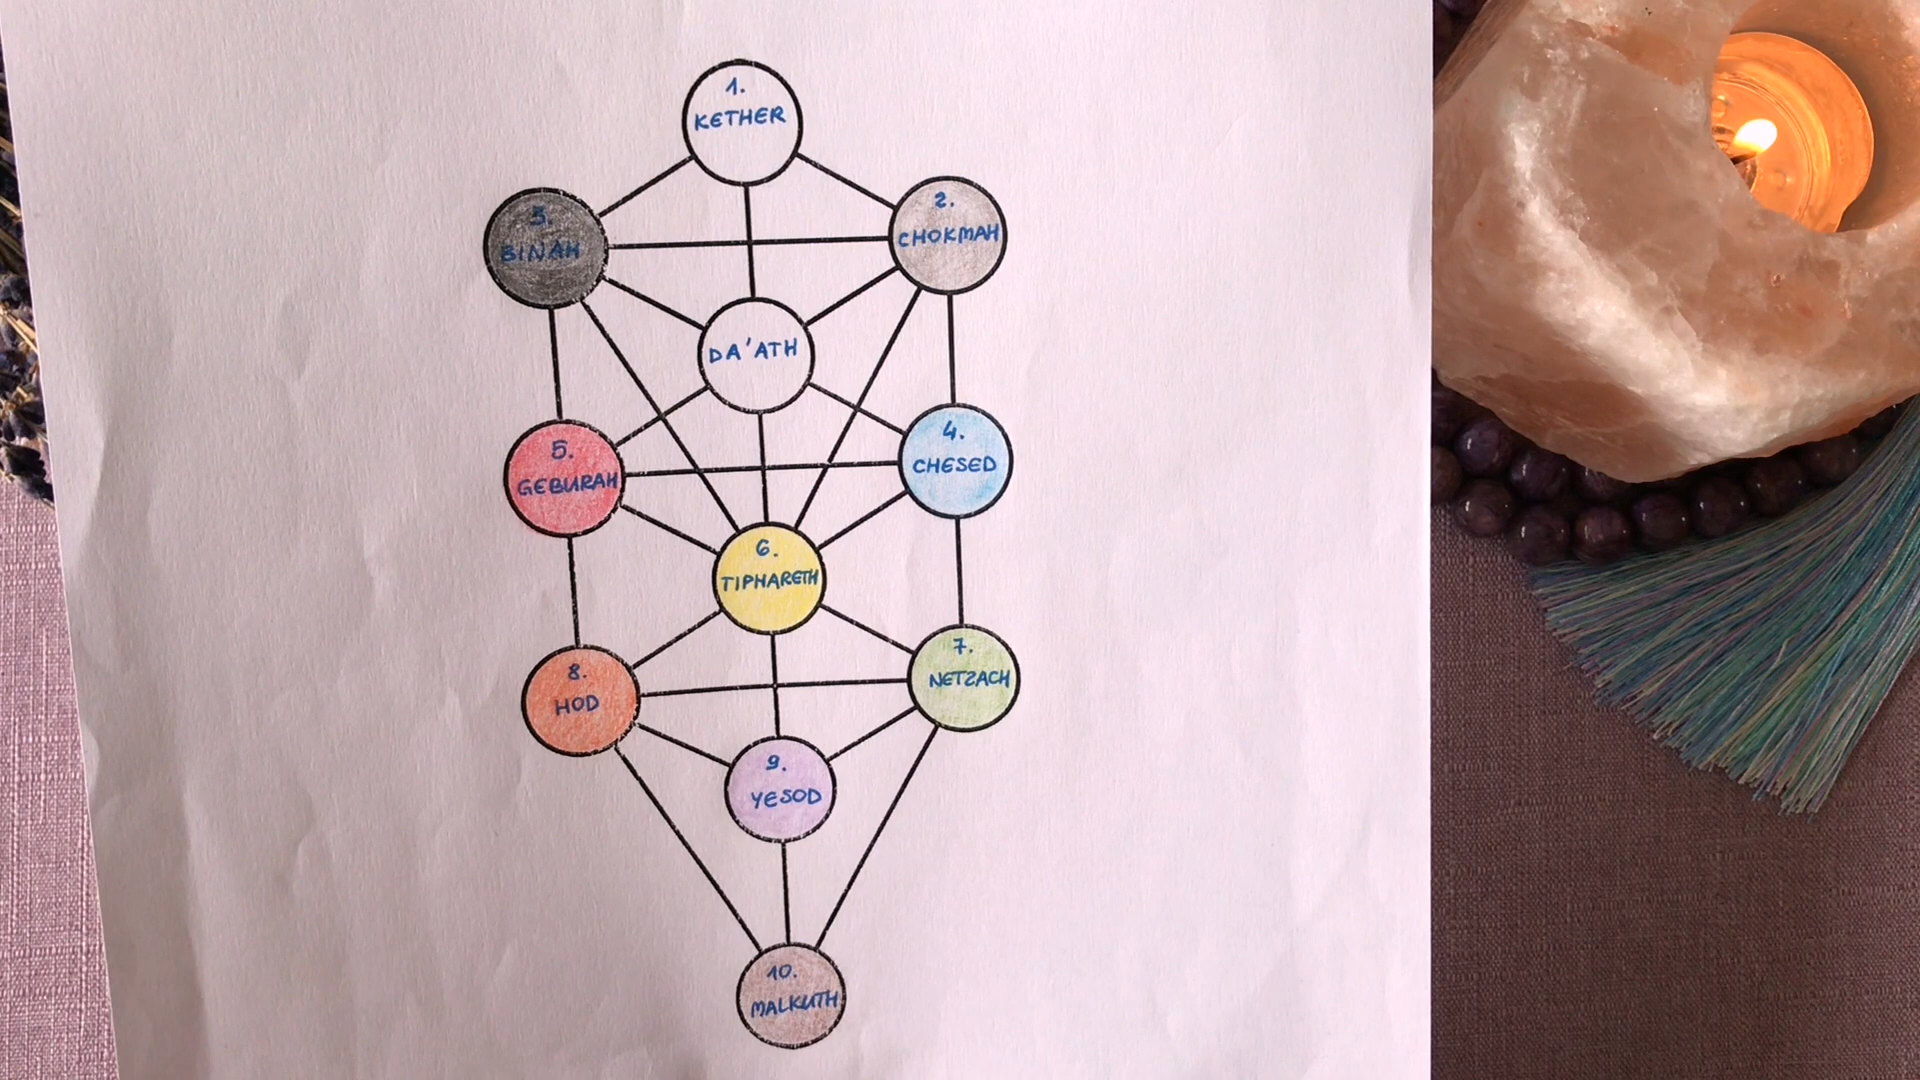 1.
KETHER
2.
CHOKMAH
3.
BINAH
DA'ATH
4.
CHESED
5.
GEBURAH
6.
TIPHARETH
7.
NETZACH
8.
HOD
9.
YESOD
10.
MALKUTH